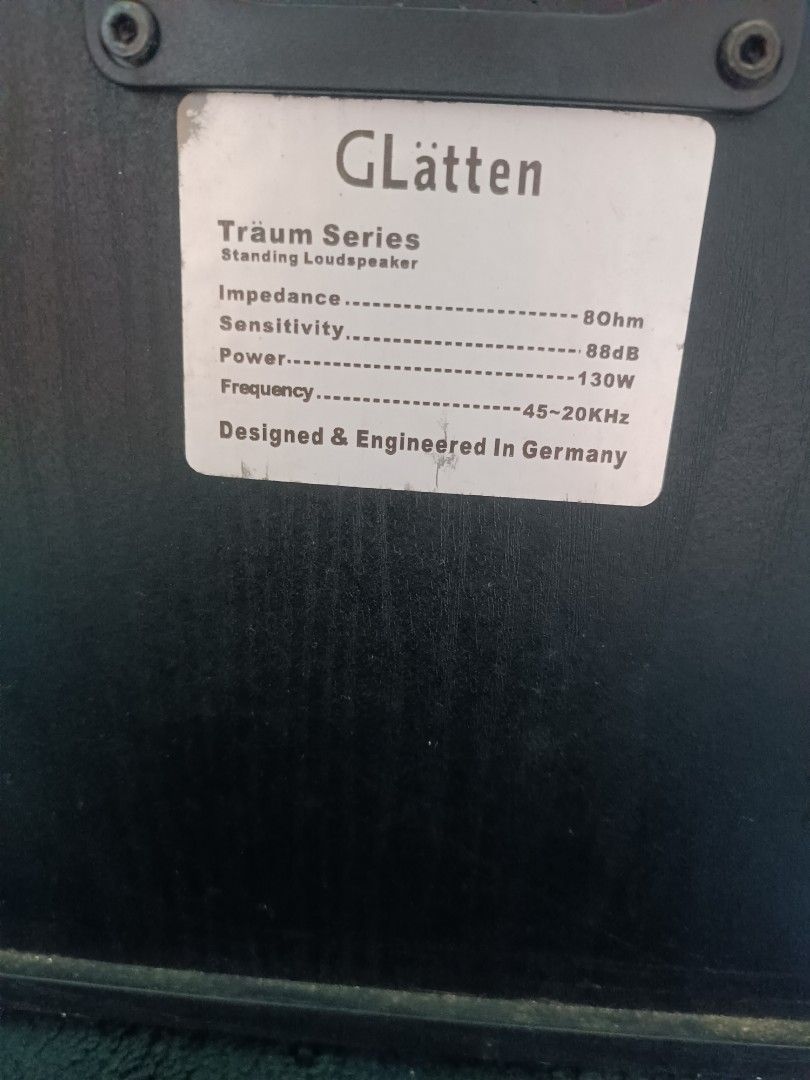 GLätten
Träum Series
Standing Loudspeaker
Impedance........................8Ohm
Sensitivity........................88dB
Power..............................130W
Frequency.....................45~20KHz
Designed & Engineered In Germany